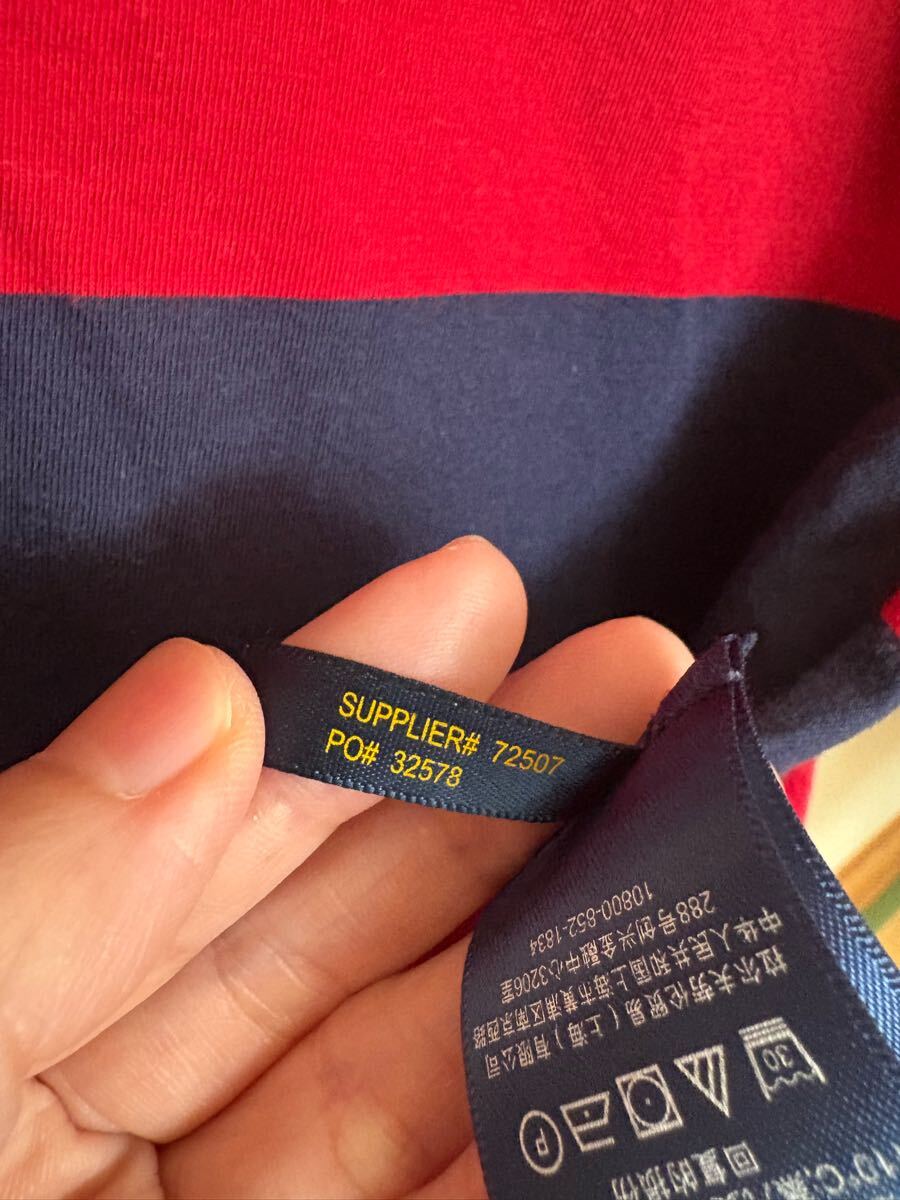 SUPPLIER# 72507
PO# 32578
拉尔夫劳伦贸易（上海）有限公司
中华人民共和国上海市黄浦区南京西路
288号创兴金融中心3206室
10800-852-1834
30
P